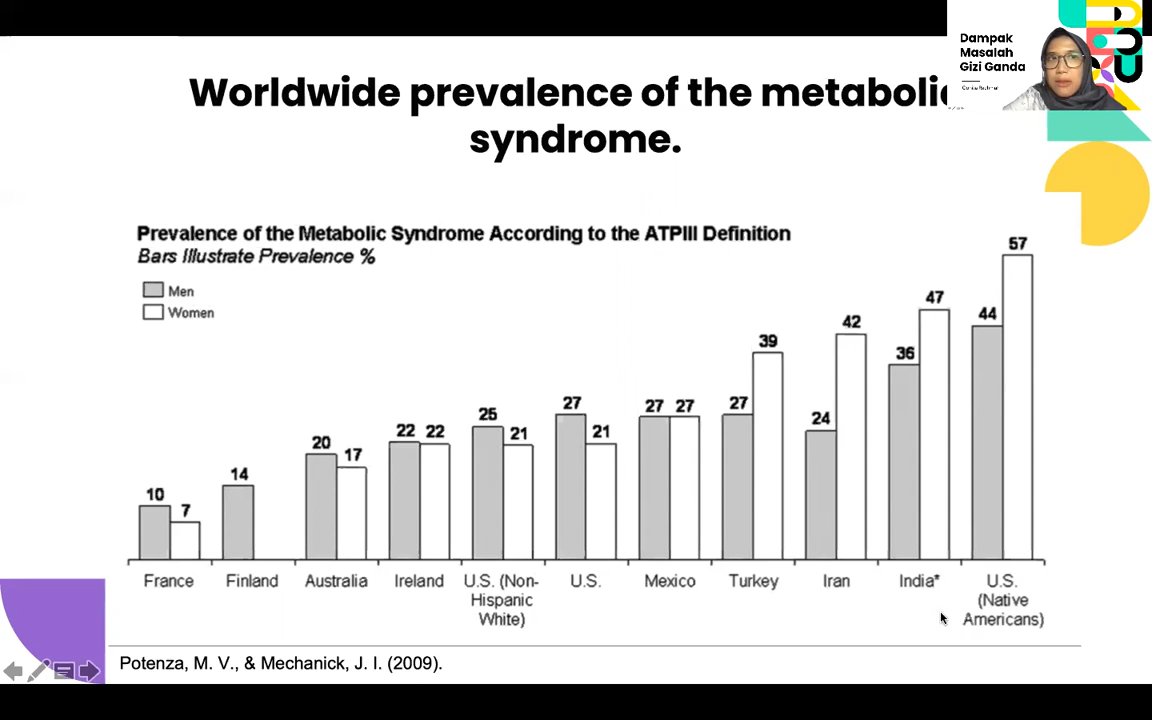 Dampak
Masalah
Gizi Ganda
Worldwide prevalence of the metabolic
syndrome.
Prevalence of the Metabolic Syndrome According to the ATPIII Definition
Bars Illustrate Prevalence %
Men
Women
10
7
14
20
17
22
22
25
21
27
21
27
27
27
39
24
42
36
47
44
57
France
Finland
Australia
Ireland
U.S. (Non-
Hispanic
White)
U.S.
Mexico
Turkey
Iran
India*
U.S.
(Native
Americans)
Potenza, M. V., & Mechanick, J. I. (2009).